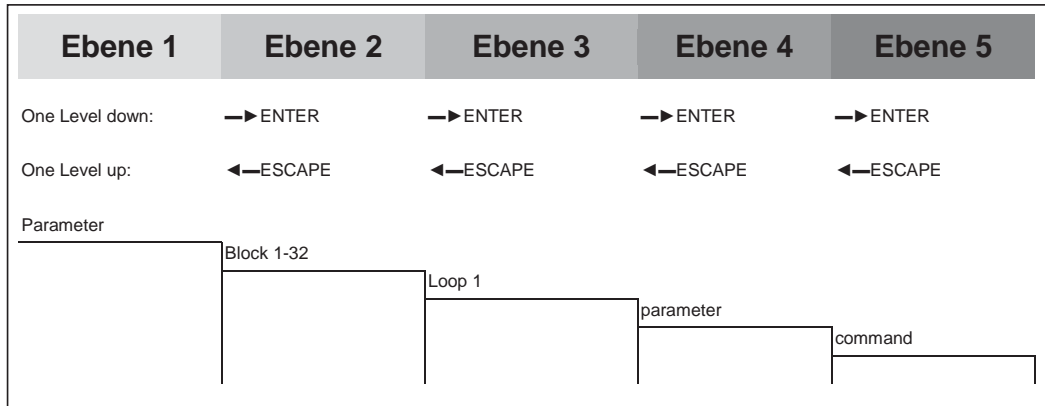 Ebene 1 Ebene 2 Ebene 3 Ebene 4 Ebene 5
One Level down: ENTER ENTER ENTER ENTER
One Level up: ESCAPE ESCAPE ESCAPE ESCAPE
Parameter
Block 1-32
Loop 1
parameter
command